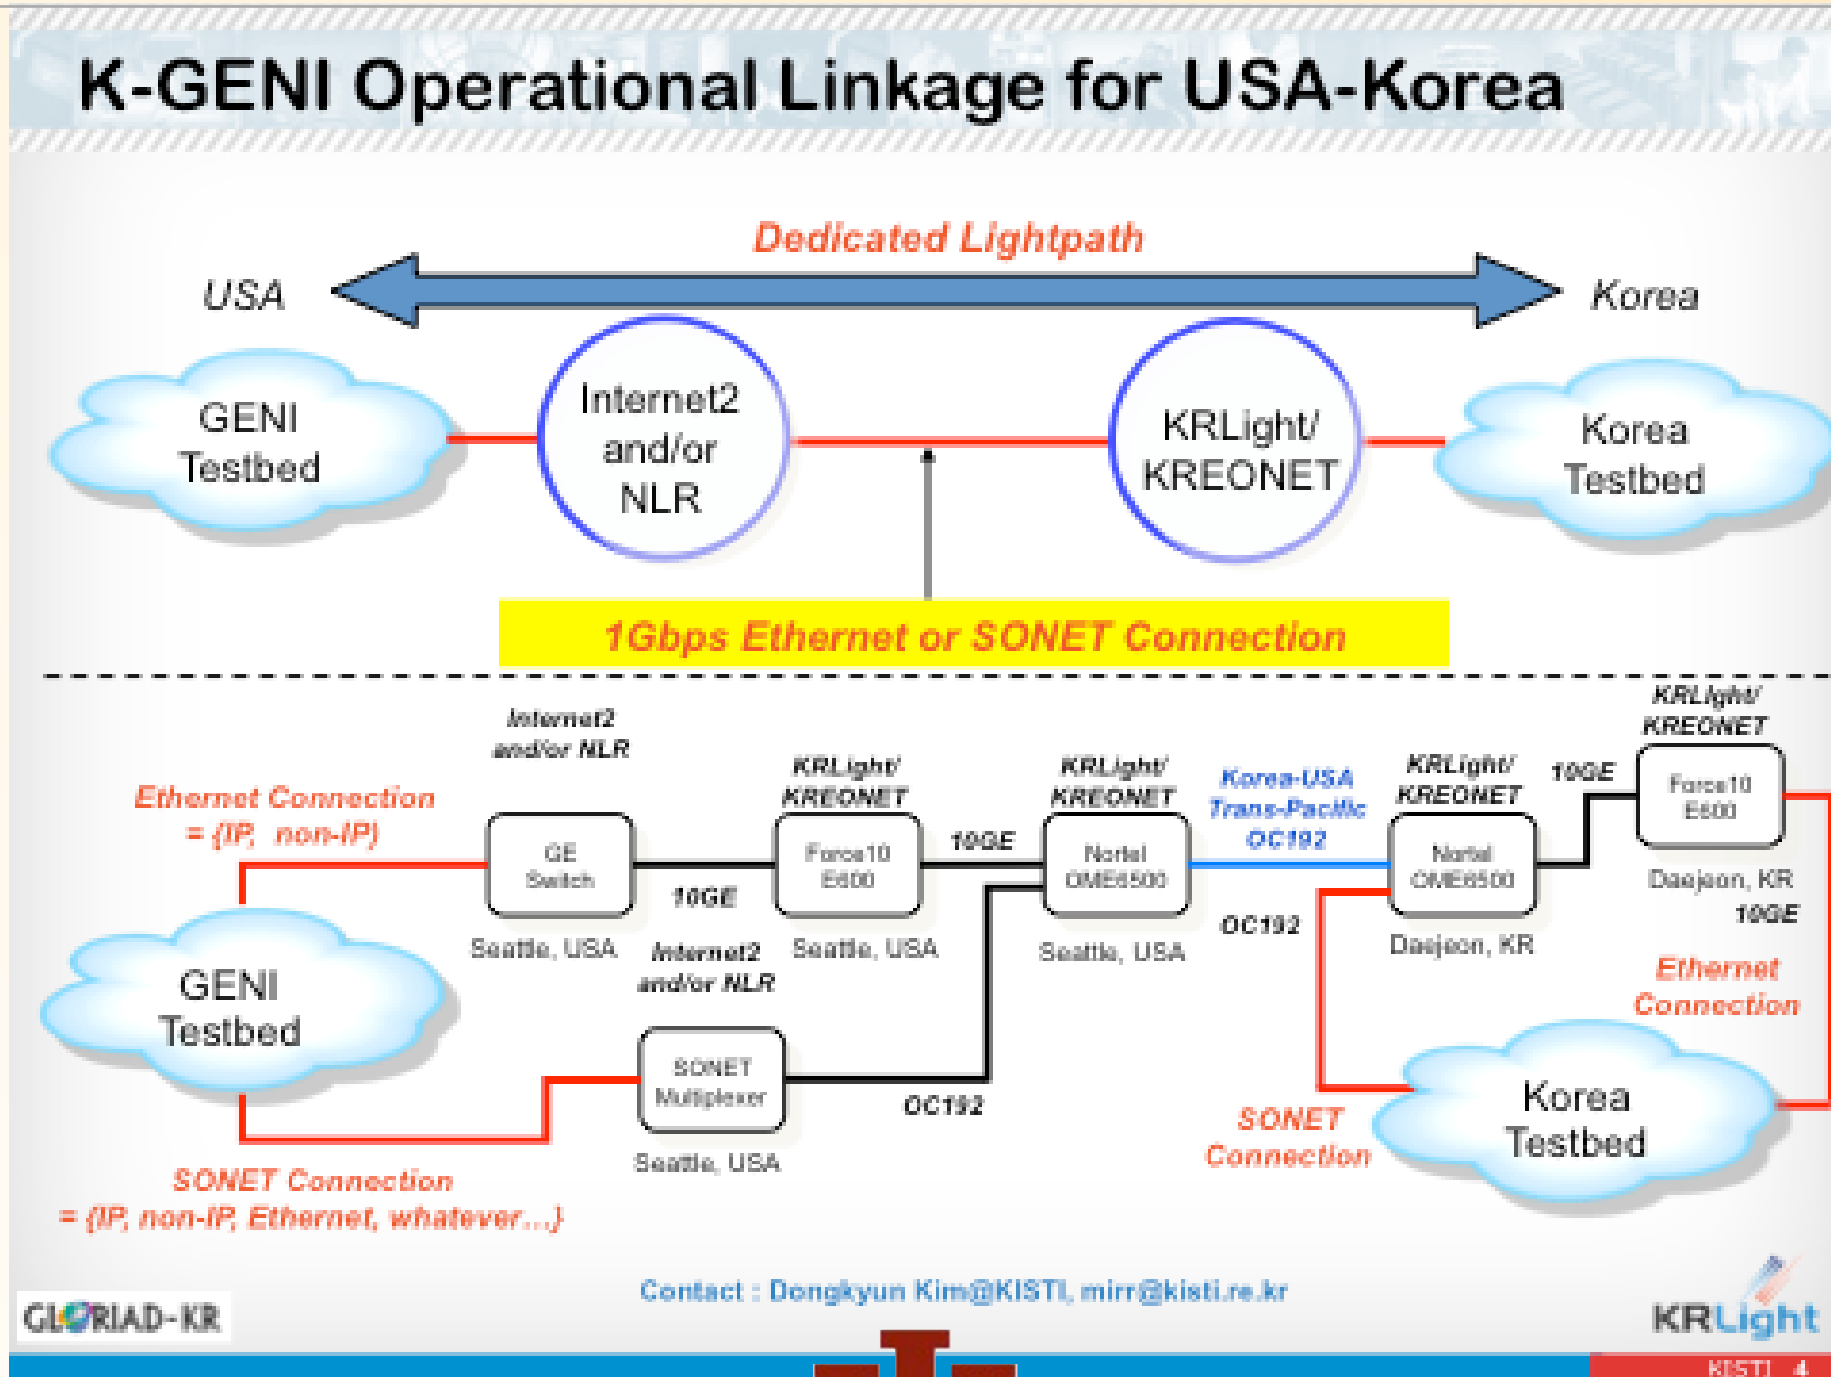 K-GENI Operational Linkage for USA-Korea
Dedicated Lightpath
USA
Korea
GENI
Testbed
Internet2
and/or
NLR
KRLight/
KREONET
Korea
Testbed
1Gbps Ethernet or SONET Connection
Internet2
and/or NLR
KRLight/
KREONET
KRLight/
KREONET
Korea-USA
Trans-Pacific
OC192
KRLight/
KREONET
10GE
KRLight/
KREONET
Ethernet Connection
= {IP, non-IP}
GE
Switch
10GE
Force10
E600
10GE
Nortel
OME6500
OC192
Nortel
OME6500
Force10
E600
Seattle, USA
Seattle, USA
Seattle, USA
Daejeon, KR
Daejeon, KR
10GE
Internet2
and/or NLR
GENI
Testbed
SONET
Multiplexer
OC192
Seattle, USA
Ethernet
Connection
SONET
Connection
Korea
Testbed
SONET Connection
= {IP, non-IP, Ethernet, whatever...}
Contact : Dongkyun Kim@KISTI, mirr@kisti.re.kr
GLORIAD-KR
KRLight
KISTI 4